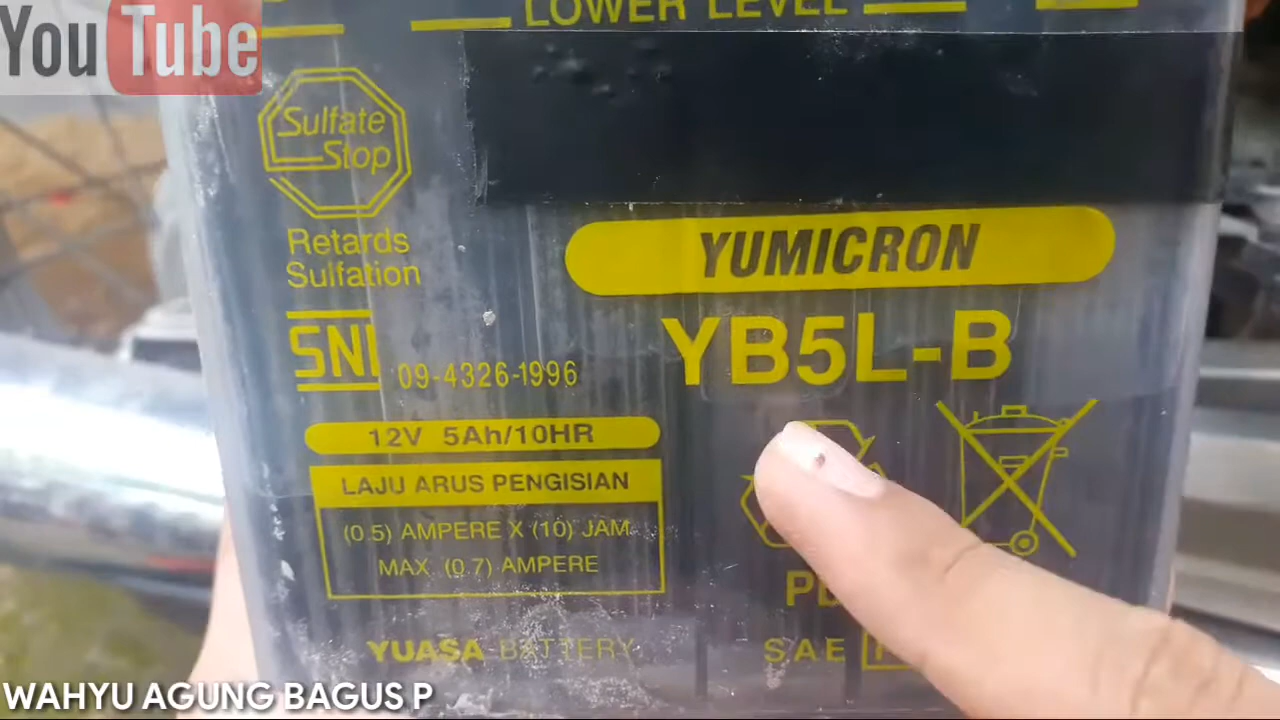 YouTube
LOWER LEVEL
Sulfate
Stop
Retards
Sulfation
YUMICRON
YB5L-B
SNI
09-4326-1996
12V 5Ah/10HR
LAJU ARUS PENGISIAN
(0.5) AMPERE X (10) JAM
MAX. (0.7) AMPERE
YUASA BATTERY
SAE
WAHYU AGUNG BAGUS P